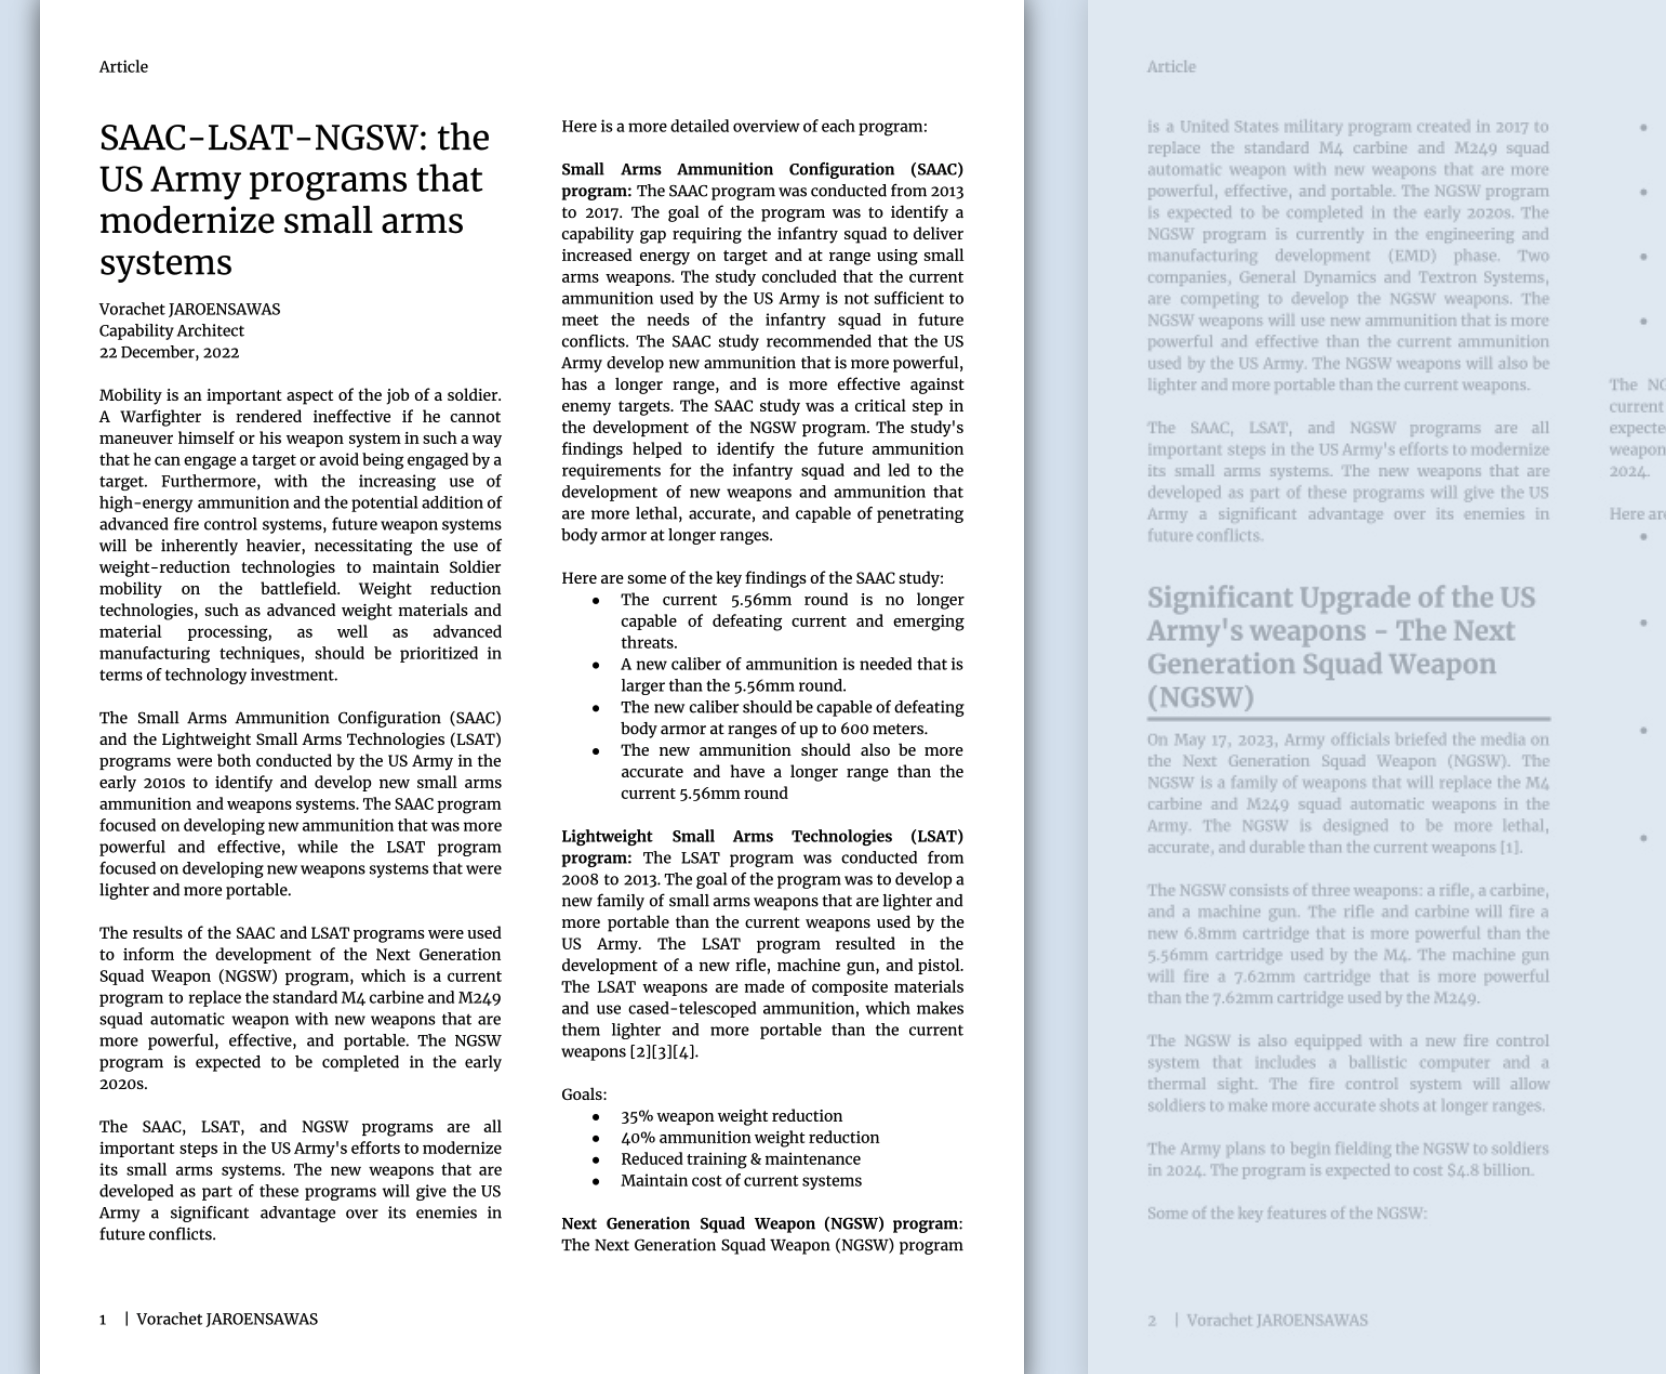 Article
SAAC-LSAT-NGSW: the
US Army programs that
modernize small arms
systems
Vorachet JAROENSAWAS
Capability Architect
22 December, 2022
Mobility is an important aspect of the job of a soldier.
A Warfighter is rendered ineffective if he cannot
maneuver himself or his weapon system in such a way
that he can engage a target or avoid being engaged by a
target. Furthermore, with the increasing use of
high-energy ammunition and the potential addition of
advanced fire control systems, future weapon systems
will be inherently heavier, necessitating the use of
weight-reduction technologies to maintain Soldier
mobility on the battlefield. Weight reduction
technologies, such as advanced weight materials and
material processing, as well as advanced
manufacturing techniques, should be prioritized in
terms of technology investment.
The Small Arms Ammunition Configuration (SAAC)
and the Lightweight Small Arms Technologies (LSAT)
programs were both conducted by the US Army in the
early 2010s to identify and develop new small arms
ammunition and weapons systems. The SAAC program
focused on developing new ammunition that was more
powerful and effective, while the LSAT program
focused on developing new weapons systems that were
lighter and more portable.
The results of the SAAC and LSAT programs were used
to inform the development of the Next Generation
Squad Weapon (NGSW) program, which is a current
program to replace the standard M4 carbine and M249
squad automatic weapon with new weapons that are
more powerful, effective, and portable. The NGSW
program is expected to be completed in the early
2020s.
The SAAC, LSAT, and NGSW programs are all
important steps in the US Army's efforts to modernize
its small arms systems. The new weapons that are
developed as part of these programs will give the US
Army a significant advantage over its enemies in
future conflicts.
Here is a more detailed overview of each program:
Small Arms Ammunition Configuration (SAAC)
program: The SAAC program was conducted from 2013
to 2017. The goal of the program was to identify a
capability gap requiring the infantry squad to deliver
increased energy on target and at range using small
arms weapons. The study concluded that the current
ammunition used by the US Army is not sufficient to
meet the needs of the infantry squad in future
conflicts. The SAAC study recommended that the US
Army develop new ammunition that is more powerful,
has a longer range, and is more effective against
enemy targets. The SAAC study was a critical step in
the development of the NGSW program. The study's
findings helped to identify the future ammunition
requirements for the infantry squad and led to the
development of new weapons and ammunition that
are more lethal, accurate, and capable of penetrating
body armor at longer ranges.
Here are some of the key findings of the SAAC study:
● The current 5.56mm round is no longer
capable of defeating current and emerging
threats.
● A new caliber of ammunition is needed that is
larger than the 5.56mm round.
● The new caliber should be capable of defeating
body armor at ranges of up to 600 meters.
● The new ammunition should also be more
accurate and have a longer range than the
current 5.56mm round
Lightweight Small Arms Technologies (LSAT)
program: The LSAT program was conducted from
2008 to 2013. The goal of the program was to develop a
new family of small arms weapons that are lighter and
more portable than the current weapons used by the
US Army. The LSAT program resulted in the
development of a new rifle, machine gun, and pistol.
The LSAT weapons are made of composite materials
and use cased-telescoped ammunition, which makes
them lighter and more portable than the current
weapons [2][3][4].
Goals:
● 35% weapon weight reduction
● 40% ammunition weight reduction
● Reduced training & maintenance
● Maintain cost of current systems
Next Generation Squad Weapon (NGSW) program:
The Next Generation Squad Weapon (NGSW) program
1 | Vorachet JAROENSAWAS
Article
is a United States military program created in 2017 to
replace the standard M4 carbine and M249 squad
automatic weapon with new weapons that are more
powerful, effective, and portable. The NGSW program
is expected to be completed in the early 2020s. The
NGSW program is currently in the engineering and
manufacturing development (EMD) phase. Two
companies, General Dynamics and Textron Systems,
are competing to develop the NGSW weapons. The
NGSW weapons will use new ammunition that is more
powerful and effective than the current ammunition
used by the US Army. The NGSW weapons will also be
lighter and more portable than the current weapons.
The SAAC, LSAT, and NGSW programs are all
important steps in the US Army's efforts to modernize
its small arms systems. The new weapons that are
developed as part of these programs will give the US
Army a significant advantage over its enemies in
future conflicts.
Significant Upgrade of the US
Army's weapons - The Next
Generation Squad Weapon
(NGSW)
On May 17, 2023, Army officials briefed the media on
the Next Generation Squad Weapon (NGSW). The
NGSW is a family of weapons that will replace the M4
carbine and M249 squad automatic weapons in the
Army. The NGSW is designed to be more lethal,
accurate, and durable than the current weapons [1].
The NGSW consists of three weapons: a rifle, a carbine,
and a machine gun. The rifle and carbine will fire a
new 6.8mm cartridge that is more powerful than the
5.56mm cartridge used by the M4. The machine gun
will fire a 7.62mm cartridge that is more powerful
than the 7.62mm cartridge used by the M249.
The NGSW is also equipped with a new fire control
system that includes a ballistic computer and a
thermal sight. The fire control system will allow
soldiers to make more accurate shots at longer ranges.
The Army plans to begin fielding the NGSW to soldiers
in 2024. The program is expected to cost $4.8 billion.
Some of the key features of the NGSW:
2 | Vorachet JAROENSAWAS
The
current
weapon
2024.
Here